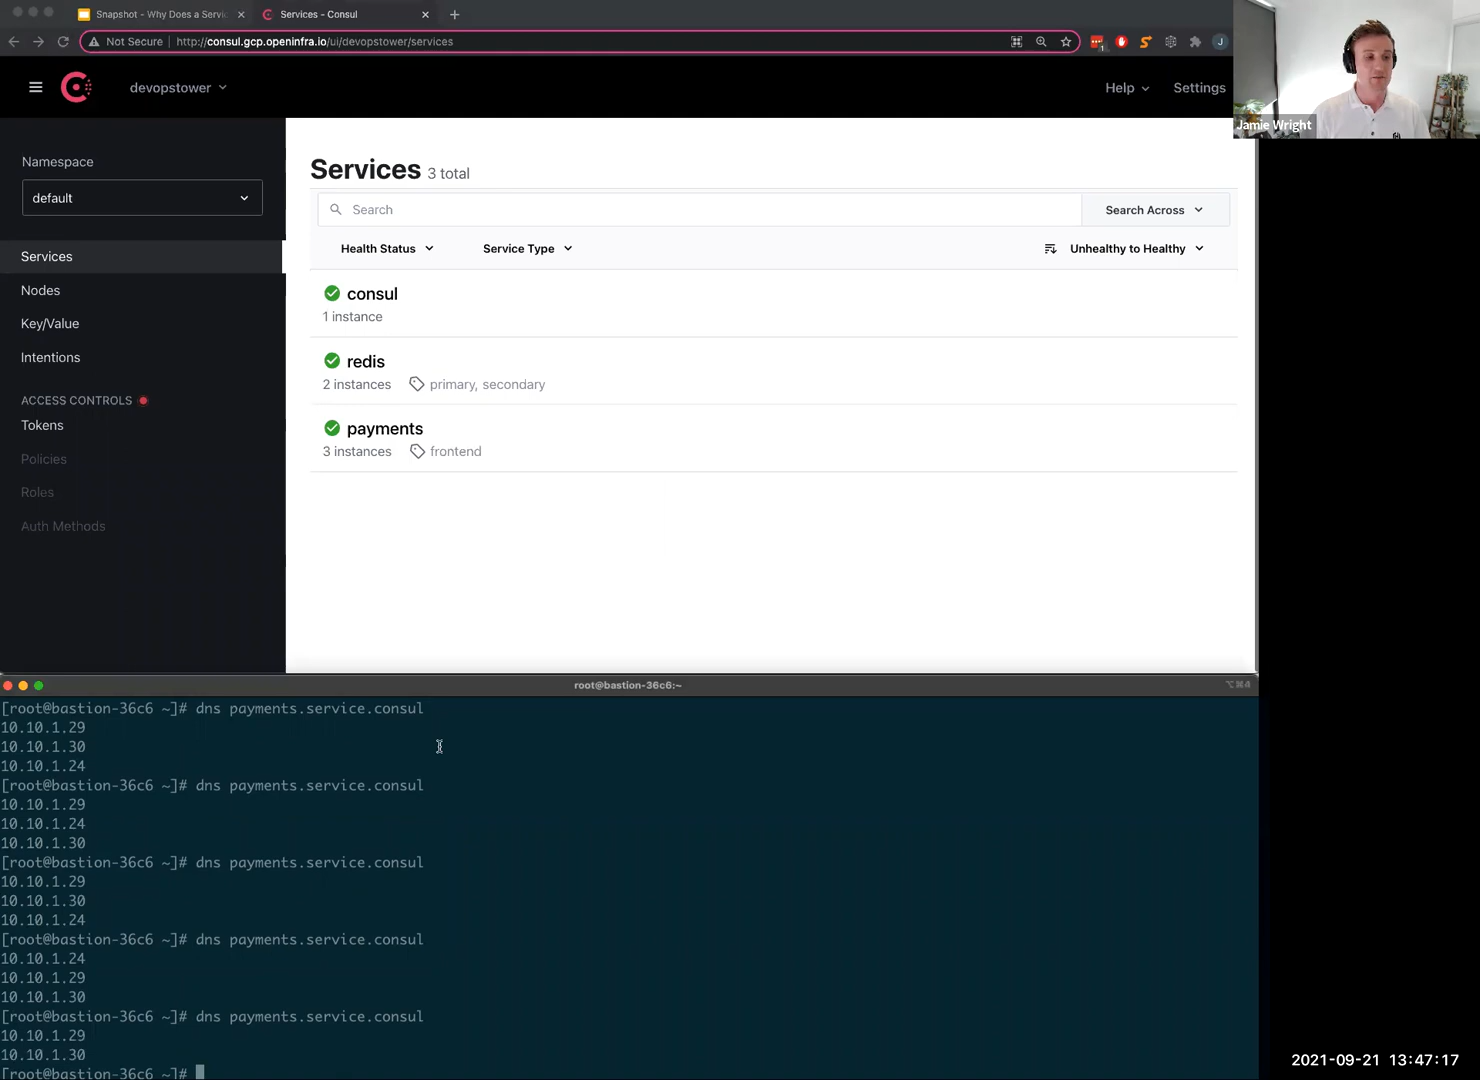 Snapshot - Why Does a Servi
Services - Consul
Not Secure
http://consul.gcp.openinfra.io/ui/devopstower/services
1
J
devopstower
Help
Settings
Jamie Wright
Namespace
default
Services
Nodes
Key/Value
Intentions
ACCESS CONTROLS
Tokens
Policies
Roles
Auth Methods
Services 3 total
Search
Search Across
Health Status
Service Type
Unhealthy to Healthy
consul
1 instance
redis
2 instances
primary, secondary
payments
3 instances
frontend
root@bastion-36c6:~
[root@bastion-36c6 ~]# dns payments.service.consul
10.10.1.29
10.10.1.30
10.10.1.24
[root@bastion-36c6 ~]# dns payments.service.consul
10.10.1.29
10.10.1.24
10.10.1.30
[root@bastion-36c6 ~]# dns payments.service.consul
10.10.1.29
10.10.1.30
10.10.1.24
[root@bastion-36c6 ~]# dns payments.service.consul
10.10.1.24
10.10.1.29
10.10.1.30
[root@bastion-36c6 ~]# dns payments.service.consul
10.10.1.29
10.10.1.30
[root@bastion-36c6 ~]#
2021-09-21 13:47:17